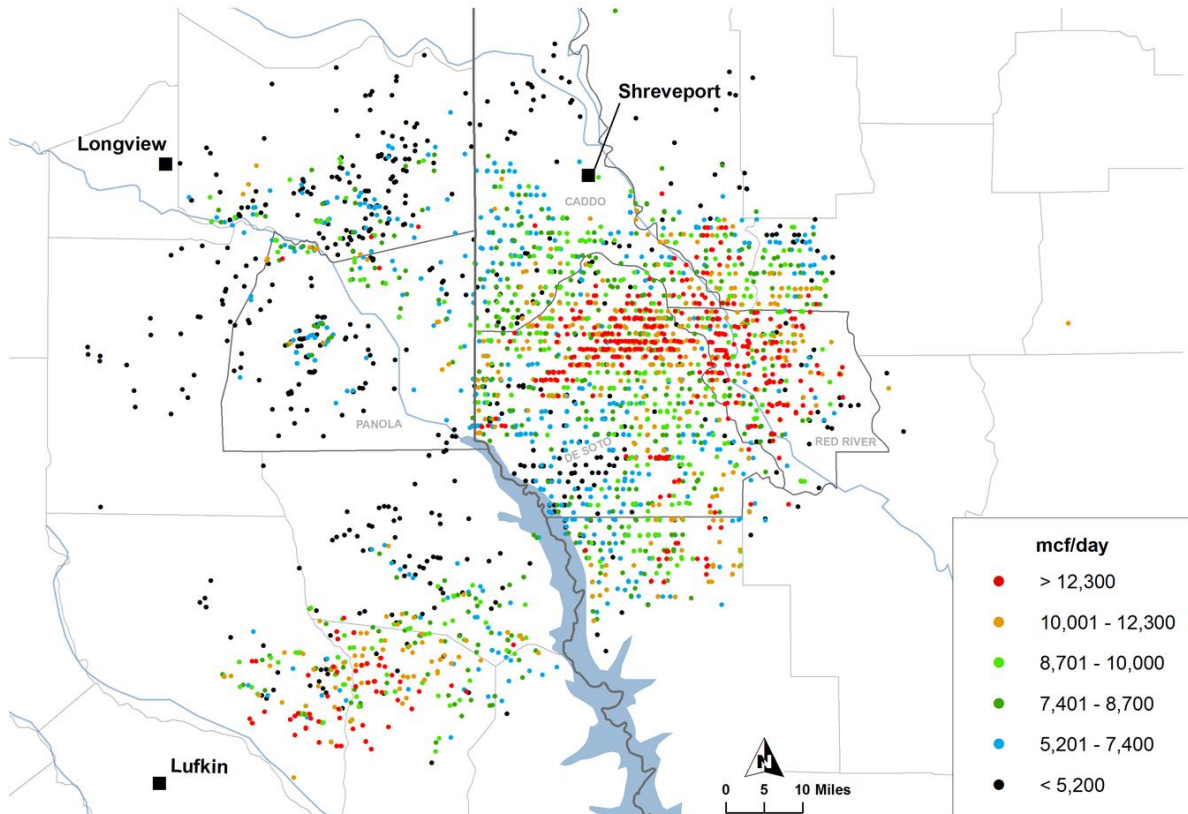 Shreveport
Longview
CADDO
PANOLA
DE SOTO
RED RIVER
Lufkin
N
0 5 10 Miles
mcf/day
> 12,300
10,001 - 12,300
8,701 - 10,000
7,401 - 8,700
5,201 - 7,400
< 5,200